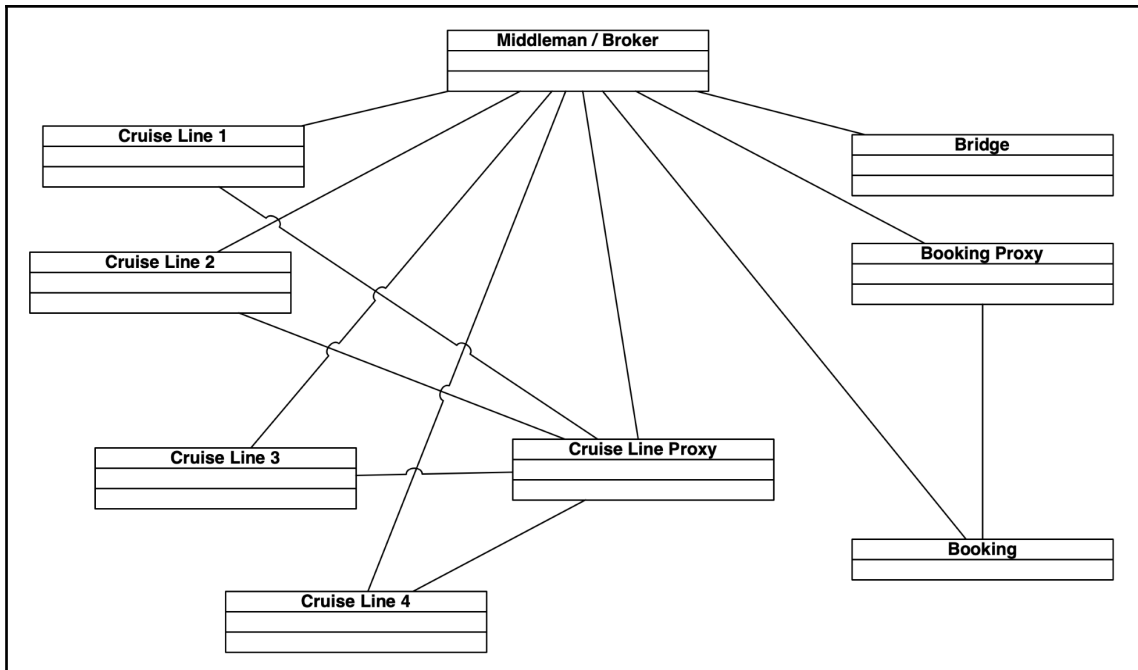 Middleman / Broker
Cruise Line 1
Bridge
Cruise Line 2
Booking Proxy
Cruise Line 3
Cruise Line Proxy
Booking
Cruise Line 4